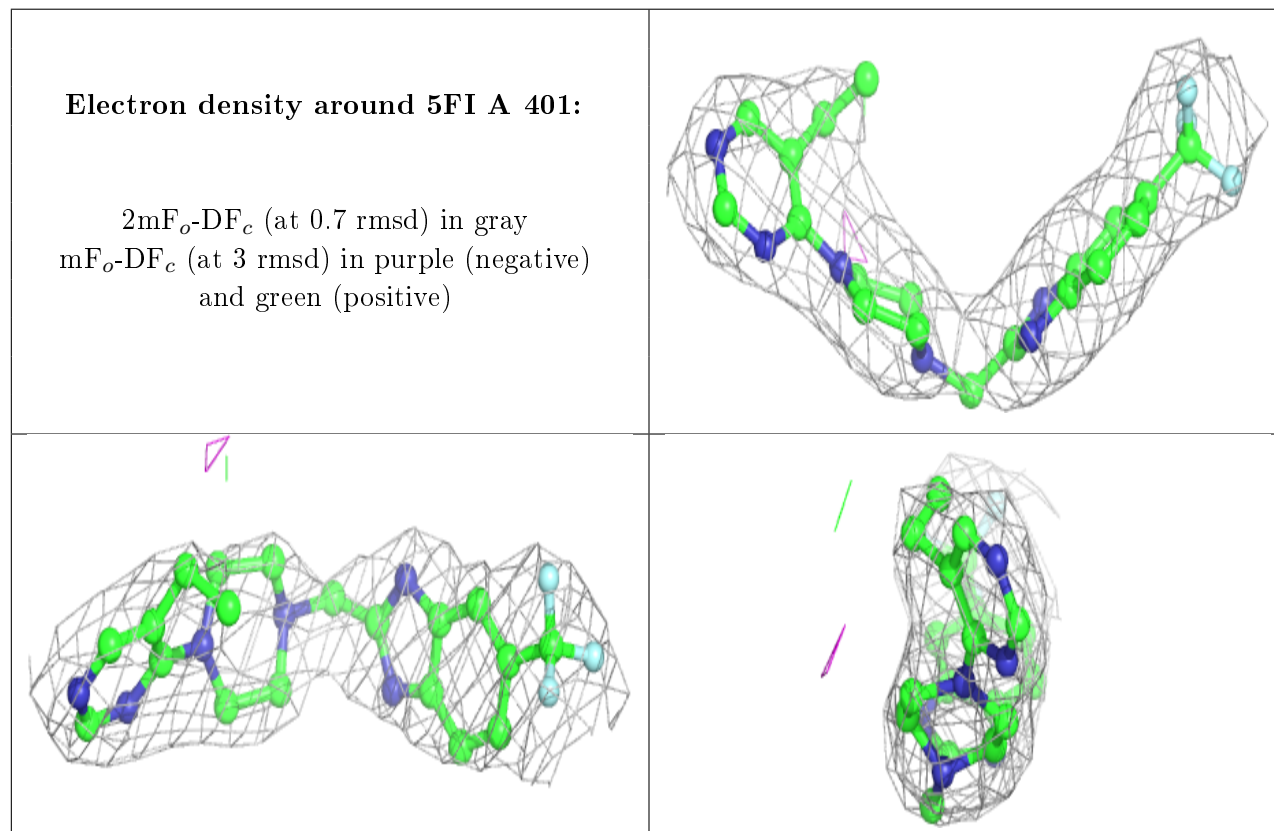 Electron density around 5FI A 401:
2mFₒ-DF𝒸 (at 0.7 rmsd) in gray
mFₒ-DF𝒸 (at 3 rmsd) in purple (negative)
and green (positive)